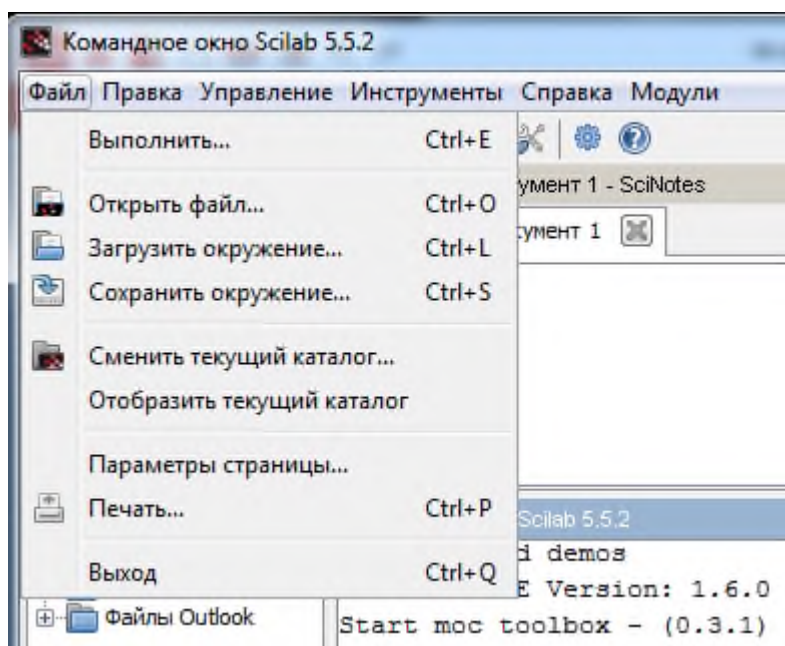 Командное окно Scilab 5.5.2
Файл Правка Управление Инструменты Справка Модули
Выполнить... Ctrl+E
умент 1 - SciNotes
Открыть файл... Ctrl+O
умент 1
Загрузить окружение... Ctrl+L
Сохранить окружение... Ctrl+S
Сменить текущий каталог...
Отобразить текущий каталог
Параметры страницы...
Печать... Ctrl+P
Scilab 5.5.2
d demos
Выход Ctrl+Q
E Version: 1.6.0
Файлы Outlook
Start moc toolbox - (0.3.1)